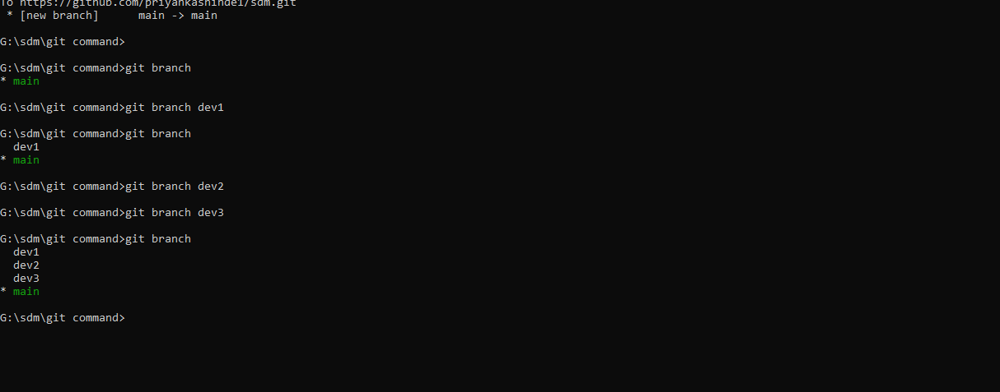 To https://github.com/priyankashinde1/sdm.git
 * [new branch]      main -> main
G:\sdm\git command>
G:\sdm\git command>git branch
* main
G:\sdm\git command>git branch dev1
G:\sdm\git command>git branch
  dev1
* main
G:\sdm\git command>git branch dev2
G:\sdm\git command>git branch dev3
G:\sdm\git command>git branch
  dev1
  dev2
  dev3
* main
G:\sdm\git command>